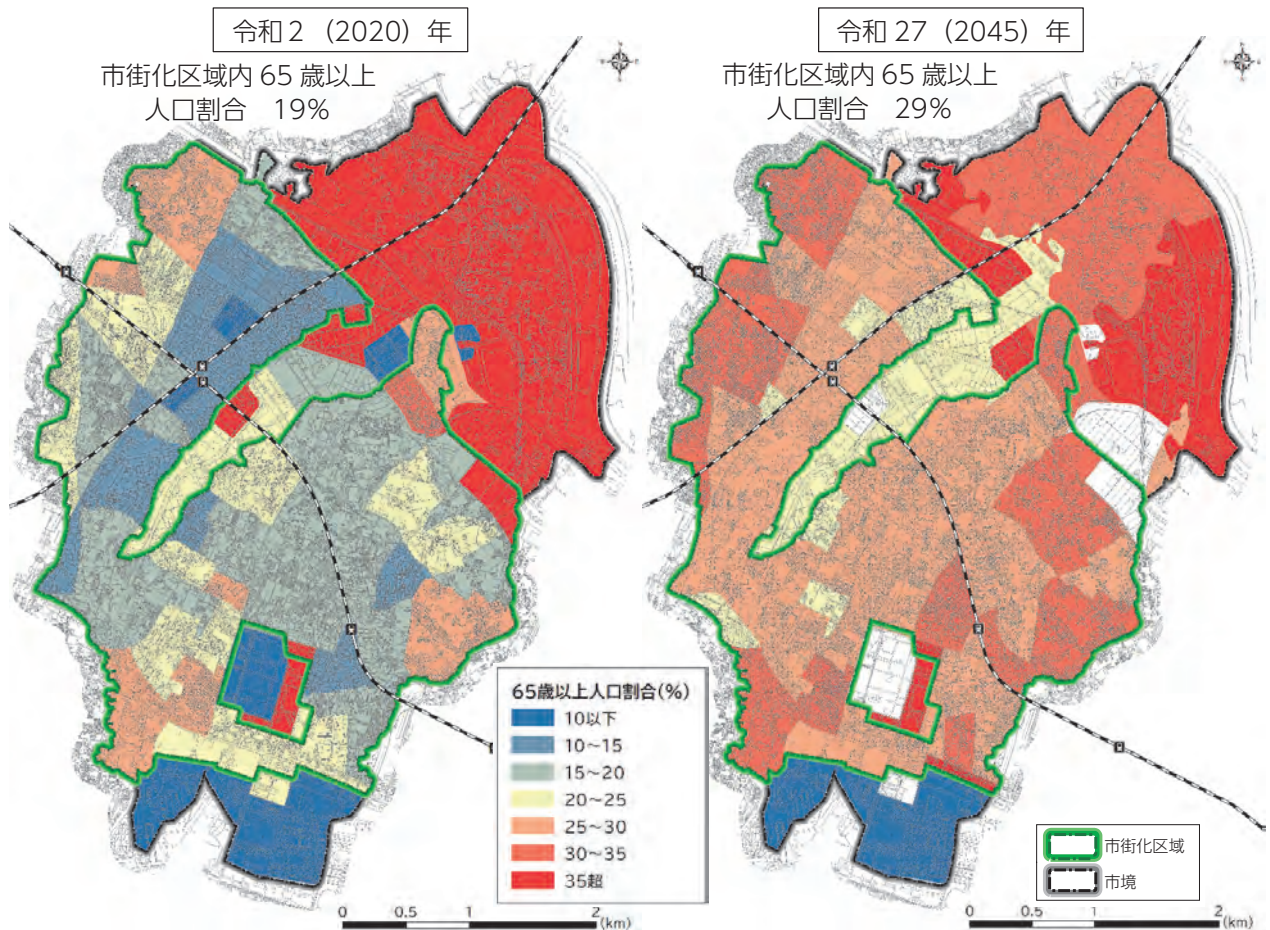 令和2 (2020) 年
市街化区域内 65 歳以上
人口割合 19%
令和 27 (2045) 年
市街化区域内 65 歳以上
人口割合 29%
65歳以上人口割合(%)
10以下
10～15
15～20
20～25
25～30
30～35
35超
市街化区域
市境
0 0.5 1 2 (km)
0 0.5 1 2 (km)